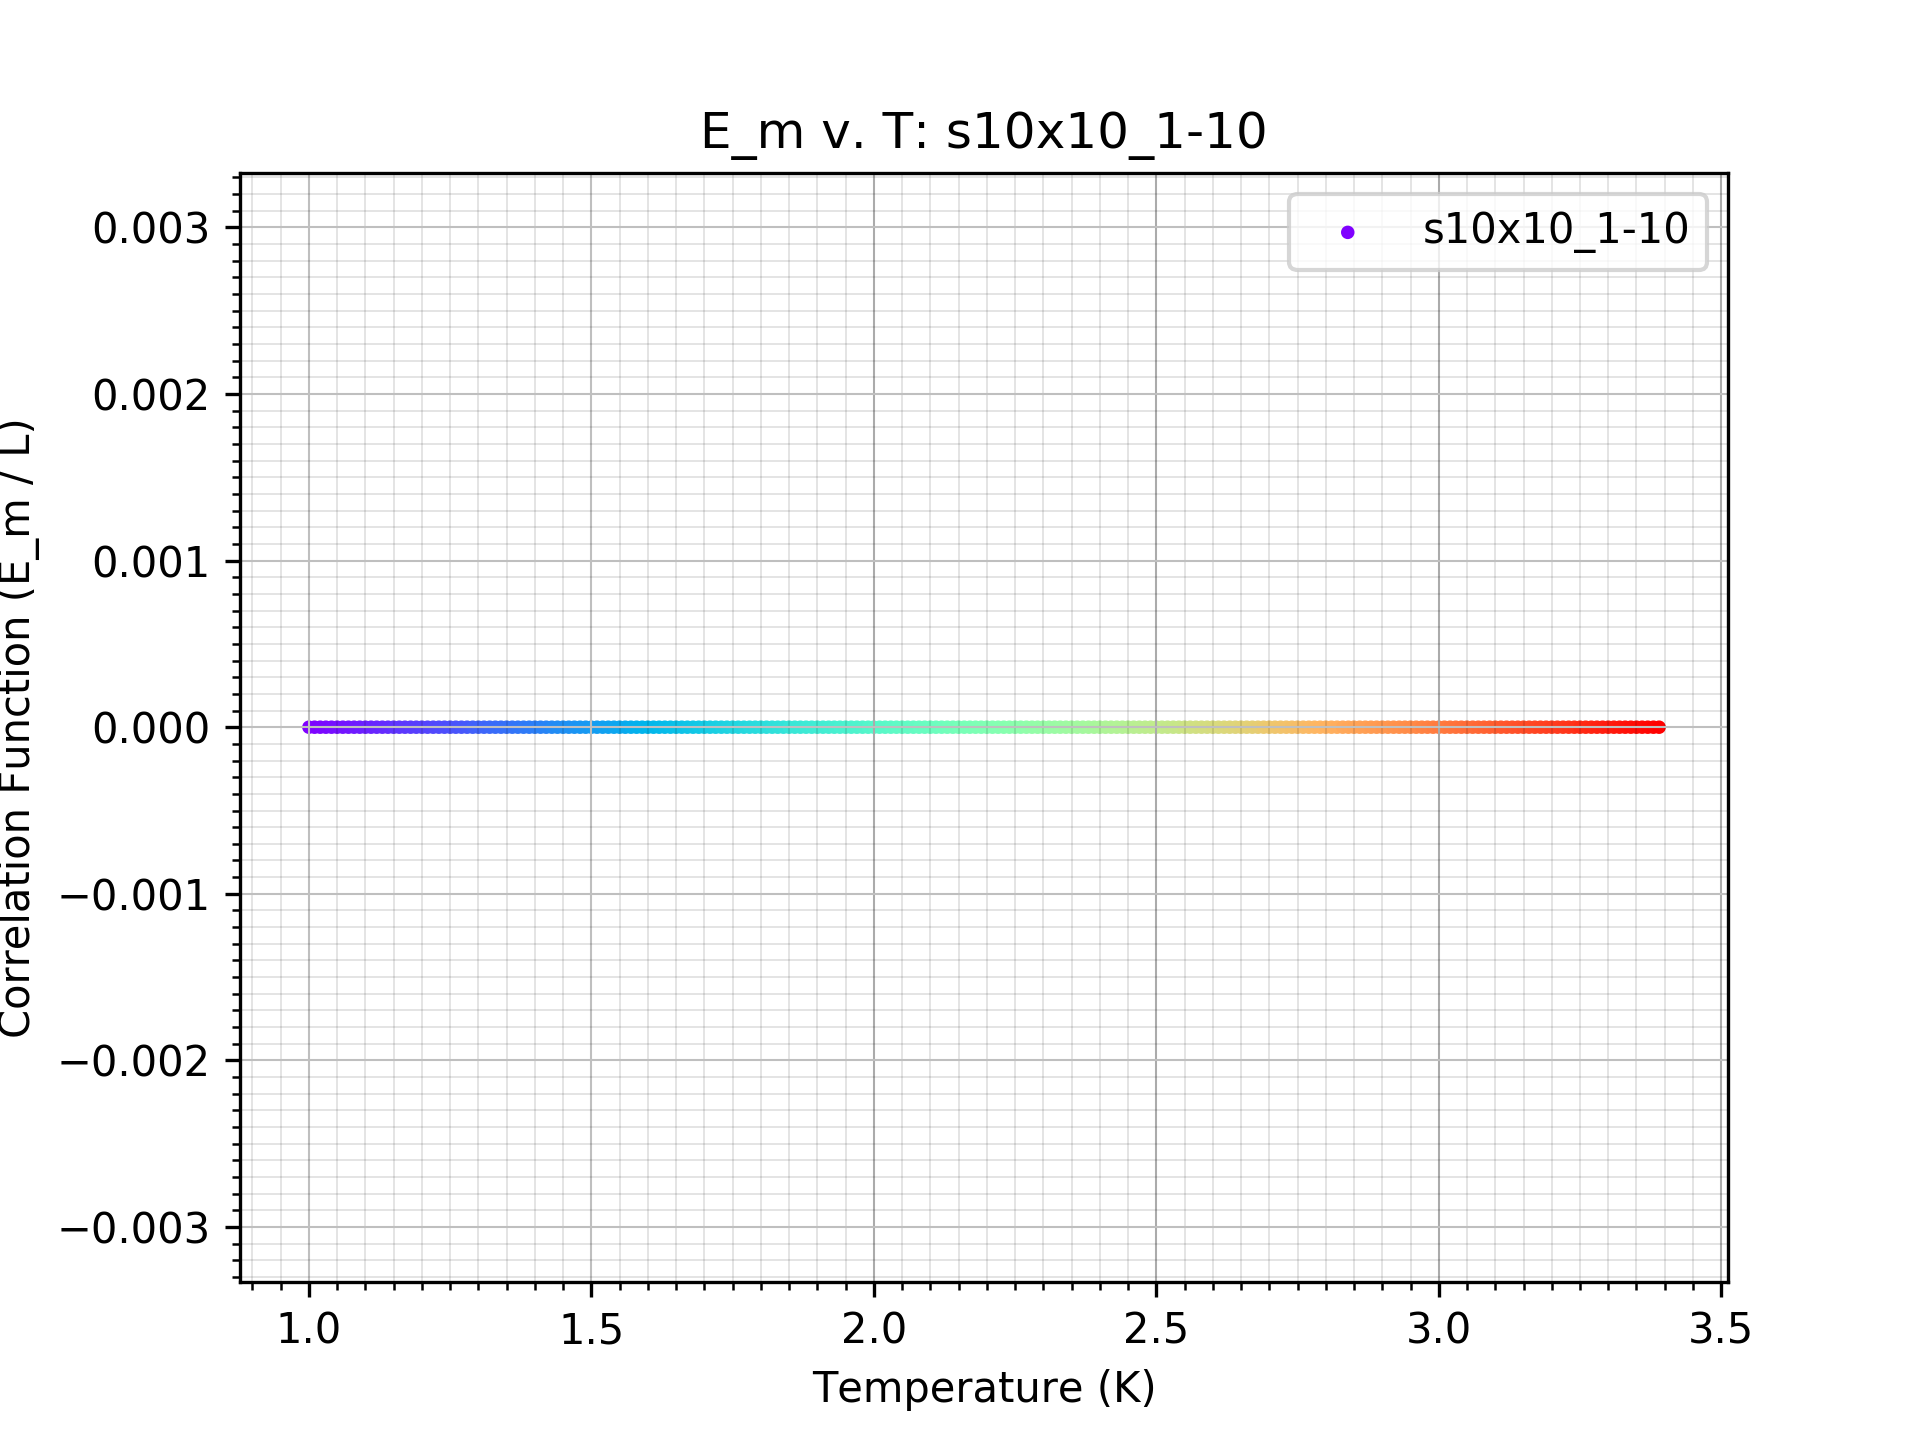 E_m v. T: s10x10_1-10
s10x10_1-10
Correlation Function (E_m / L)
0.003
0.002
0.001
0.000
−0.001
−0.002
−0.003
1.0 1.5 2.0 2.5 3.0 3.5
Temperature (K)